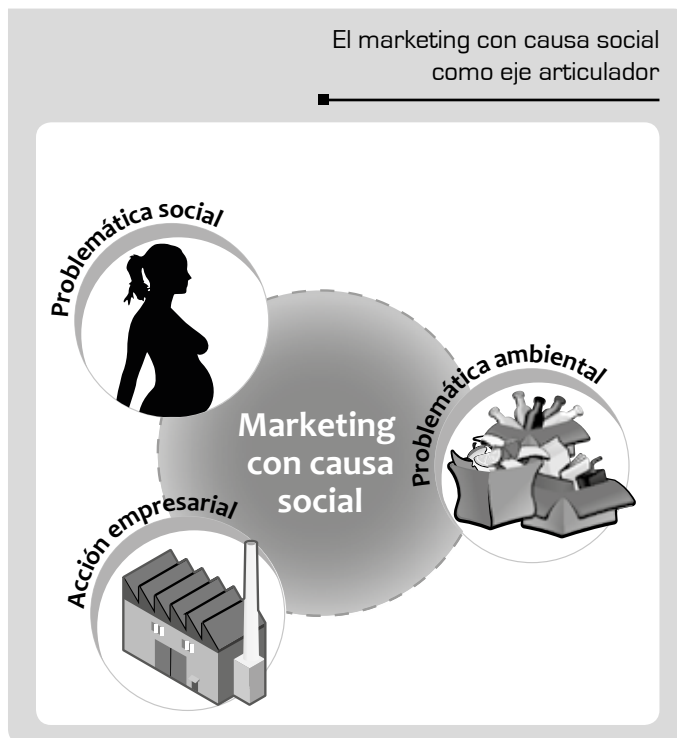 El marketing con causa social
como eje articulador
Problemática social
Problemática ambiental
Marketing
con causa
social
Acción empresarial